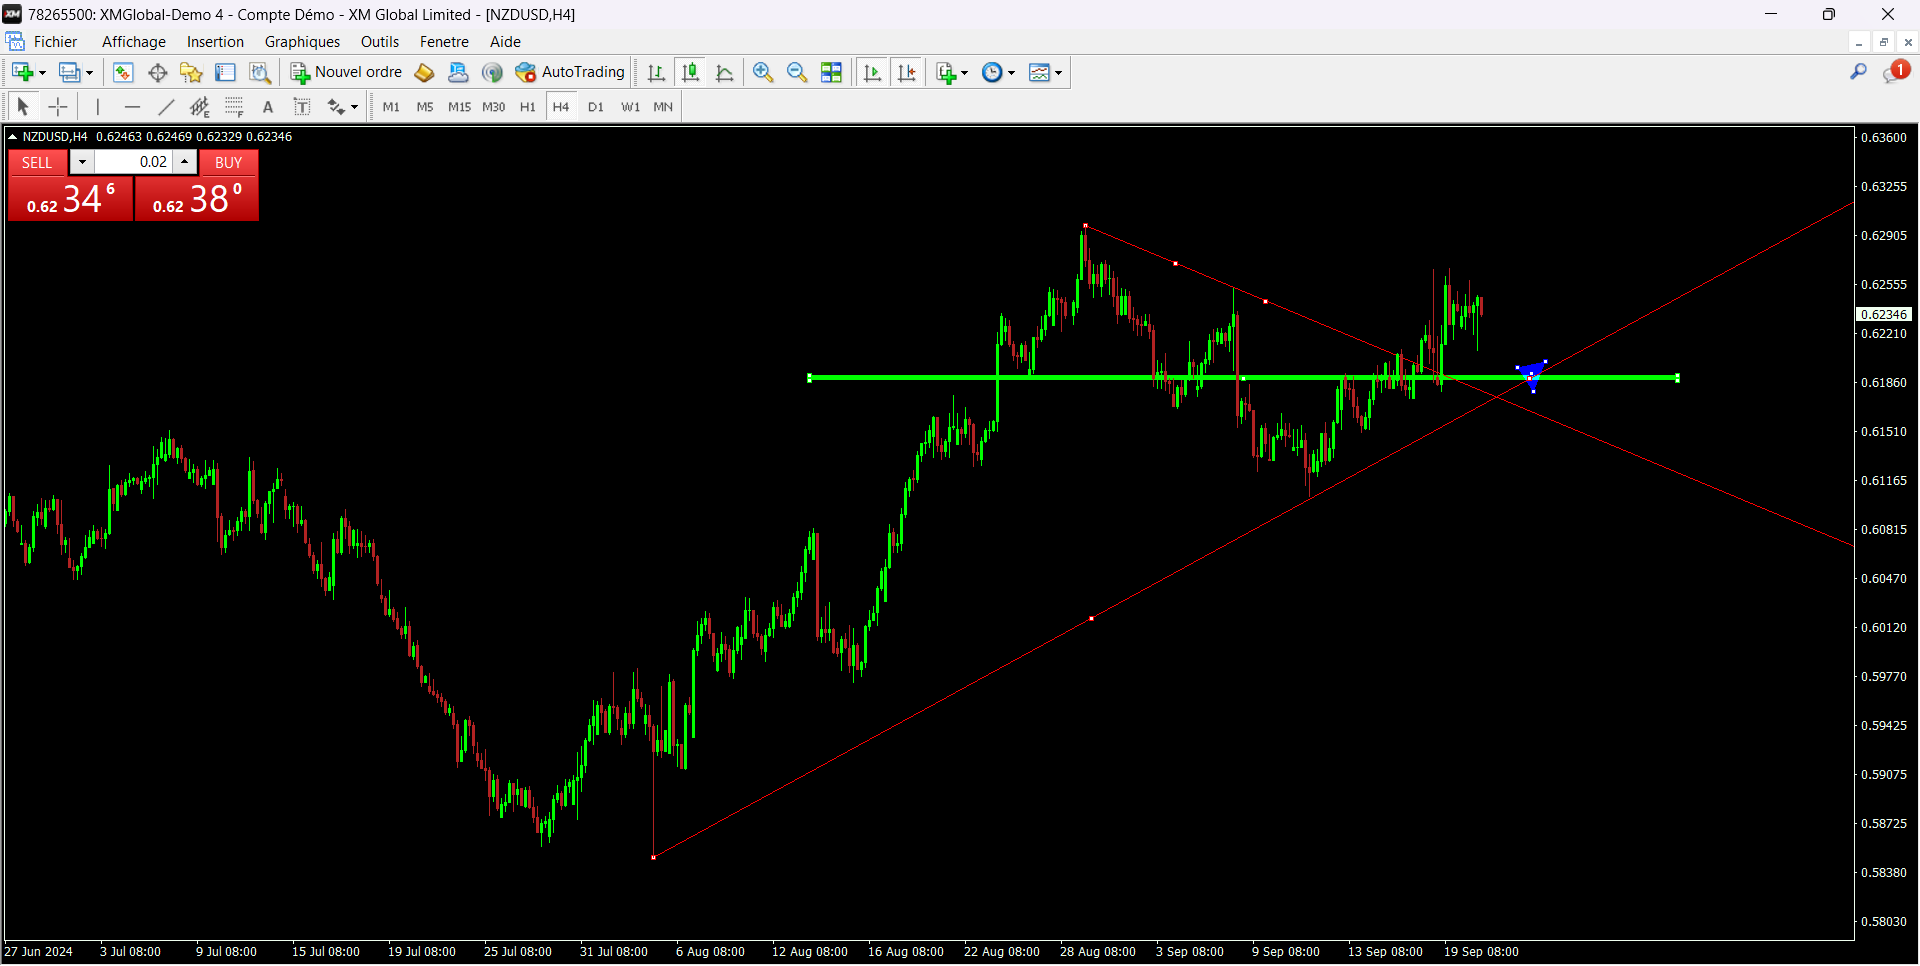 78265500: XMGlobal-Demo 4 - Compte Démo - XM Global Limited - [NZDUSD,H4]
Fichier Affichage Insertion Graphiques Outils Fenetre Aide
Nouvel ordre AutoTrading 1
E F A T M1 M5 M15 M30 H1 H4 D1 W1 MN
NZDUSD,H4 0.62463 0.62469 0.62329 0.62346
SELL 0.02 BUY
0.62 34 6 0.62 38 0
0.63600
0.63255
0.62905
0.62555
0.62346
0.62210
0.61860
0.61510
0.61165
0.60815
0.60470
0.60120
0.59770
0.59425
0.59075
0.58725
0.58380
0.58030
27 Jun 2024 3 Jul 08:00 9 Jul 08:00 15 Jul 08:00 19 Jul 08:00 25 Jul 08:00 31 Jul 08:00 6 Aug 08:00 12 Aug 08:00 16 Aug 08:00 22 Aug 08:00 28 Aug 08:00 3 Sep 08:00 9 Sep 08:00 13 Sep 08:00 19 Sep 08:00